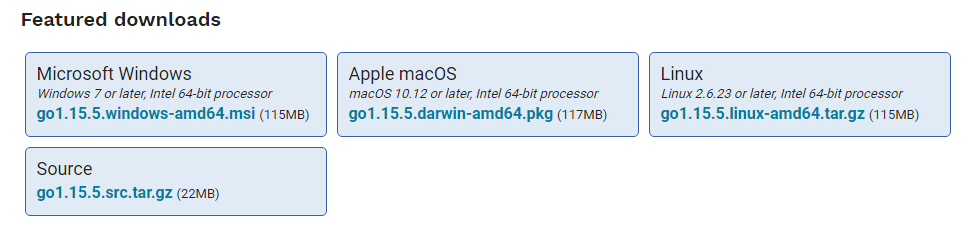 Featured downloads
Microsoft Windows
Windows 7 or later, Intel 64-bit processor
go1.15.5.windows-amd64.msi (115MB)
Apple macOS
macOS 10.12 or later, Intel 64-bit processor
go1.15.5.darwin-amd64.pkg (117MB)
Linux
Linux 2.6.23 or later, Intel 64-bit processor
go1.15.5.linux-amd64.tar.gz (115MB)
Source
go1.15.5.src.tar.gz (22MB)